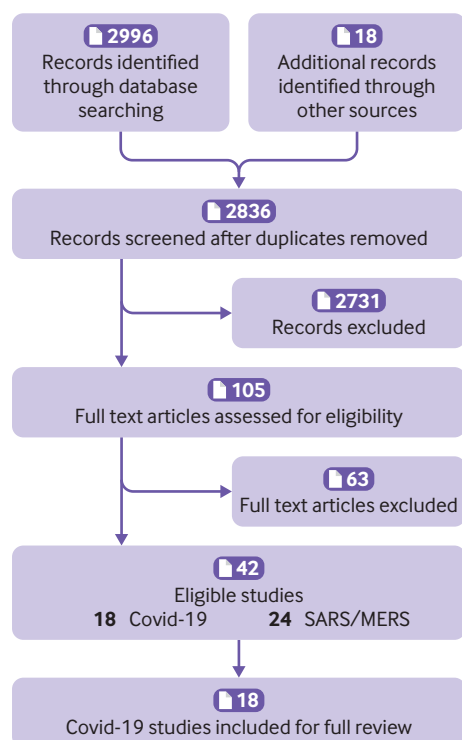 2996
Records identified
through database
searching
18
Additional records
identified through
other sources
2836
Records screened after duplicates removed
2731
Records excluded
105
Full text articles assessed for eligibility
63
Full text articles excluded
42
Eligible studies
18 Covid-19 24 SARS/MERS
18
Covid-19 studies included for full review